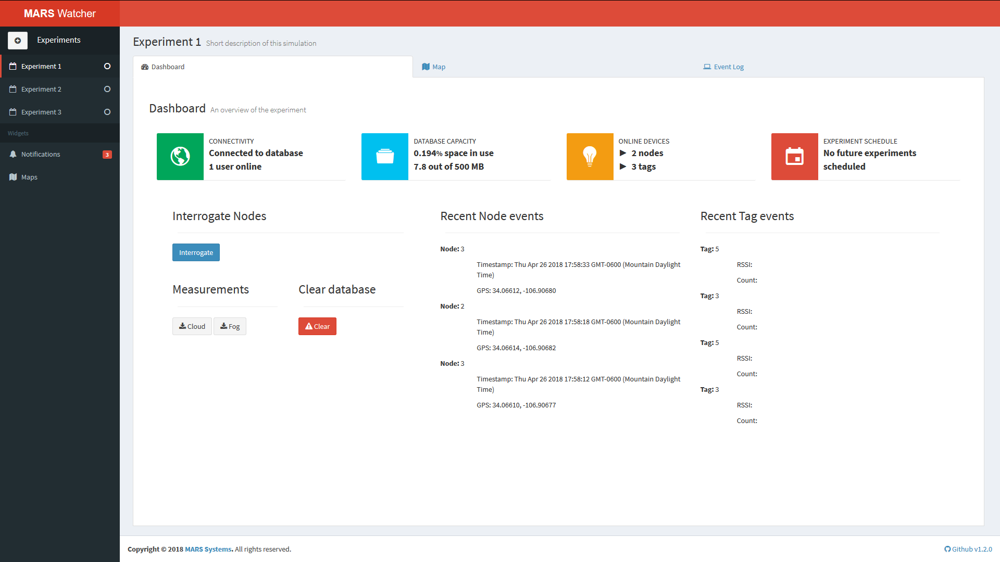 MARS Watcher
Experiments
Experiment 1
Experiment 2
Experiment 3
Widgets
Notifications 3
Maps
Experiment 1 Short description of this simulation
Dashboard Map Event Log
Dashboard An overview of the experiment
CONNECTIVITY
Connected to database
1 user online
DATABASE CAPACITY
0.194% space in use
7.8 out of 500 MB
ONLINE DEVICES
2 nodes
3 tags
EXPERIMENT SCHEDULE
No future experiments
scheduled
Interrogate Nodes
Interrogate
Measurements
Cloud Fog
Clear database
Clear
Recent Node events
Node: 3
Timestamp: Thu Apr 26 2018 17:58:33 GMT-0600 (Mountain Daylight
Time)
GPS: 34.06612, -106.90680
Node: 2
Timestamp: Thu Apr 26 2018 17:58:18 GMT-0600 (Mountain Daylight
Time)
GPS: 34.06614, -106.90682
Node: 3
Timestamp: Thu Apr 26 2018 17:58:12 GMT-0600 (Mountain Daylight
Time)
GPS: 34.06610, -106.90677
Recent Tag events
Tag: 5
RSSI:
Count:
Tag: 3
RSSI:
Count:
Tag: 5
RSSI:
Count:
Tag: 3
RSSI:
Count:
Copyright © 2018 MARS Systems. All rights reserved.
Github v1.2.0